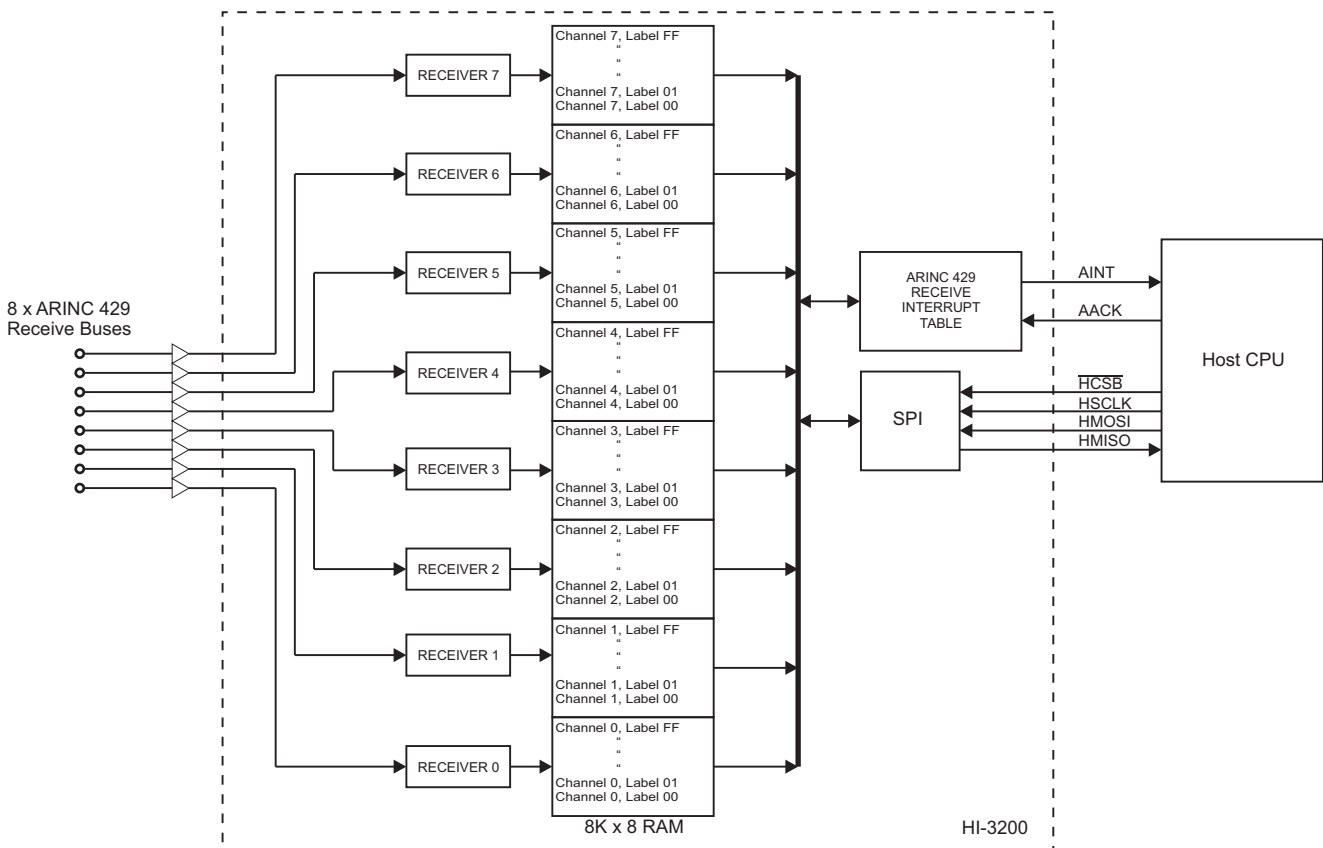 8 x ARINC 429
Receive Buses
RECEIVER 7
RECEIVER 6
RECEIVER 5
RECEIVER 4
RECEIVER 3
RECEIVER 2
RECEIVER 1
RECEIVER 0
Channel 7, Label FF
“
“
“
Channel 7, Label 01
Channel 7, Label 00
Channel 6, Label FF
“
“
“
Channel 6, Label 01
Channel 6, Label 00
Channel 5, Label FF
“
“
“
Channel 5, Label 01
Channel 5, Label 00
Channel 4, Label FF
“
“
“
Channel 4, Label 01
Channel 4, Label 00
Channel 3, Label FF
“
“
“
Channel 3, Label 01
Channel 3, Label 00
Channel 2, Label FF
“
“
“
Channel 2, Label 01
Channel 2, Label 00
Channel 1, Label FF
“
“
“
Channel 1, Label 01
Channel 1, Label 00
Channel 0, Label FF
“
“
“
Channel 0, Label 01
Channel 0, Label 00
8K x 8 RAM
ARINC 429
RECEIVE
INTERRUPT
TABLE
SPI
AINT
AACK
HCSB
HSCLK
HMOSI
HMISO
Host CPU
HI-3200